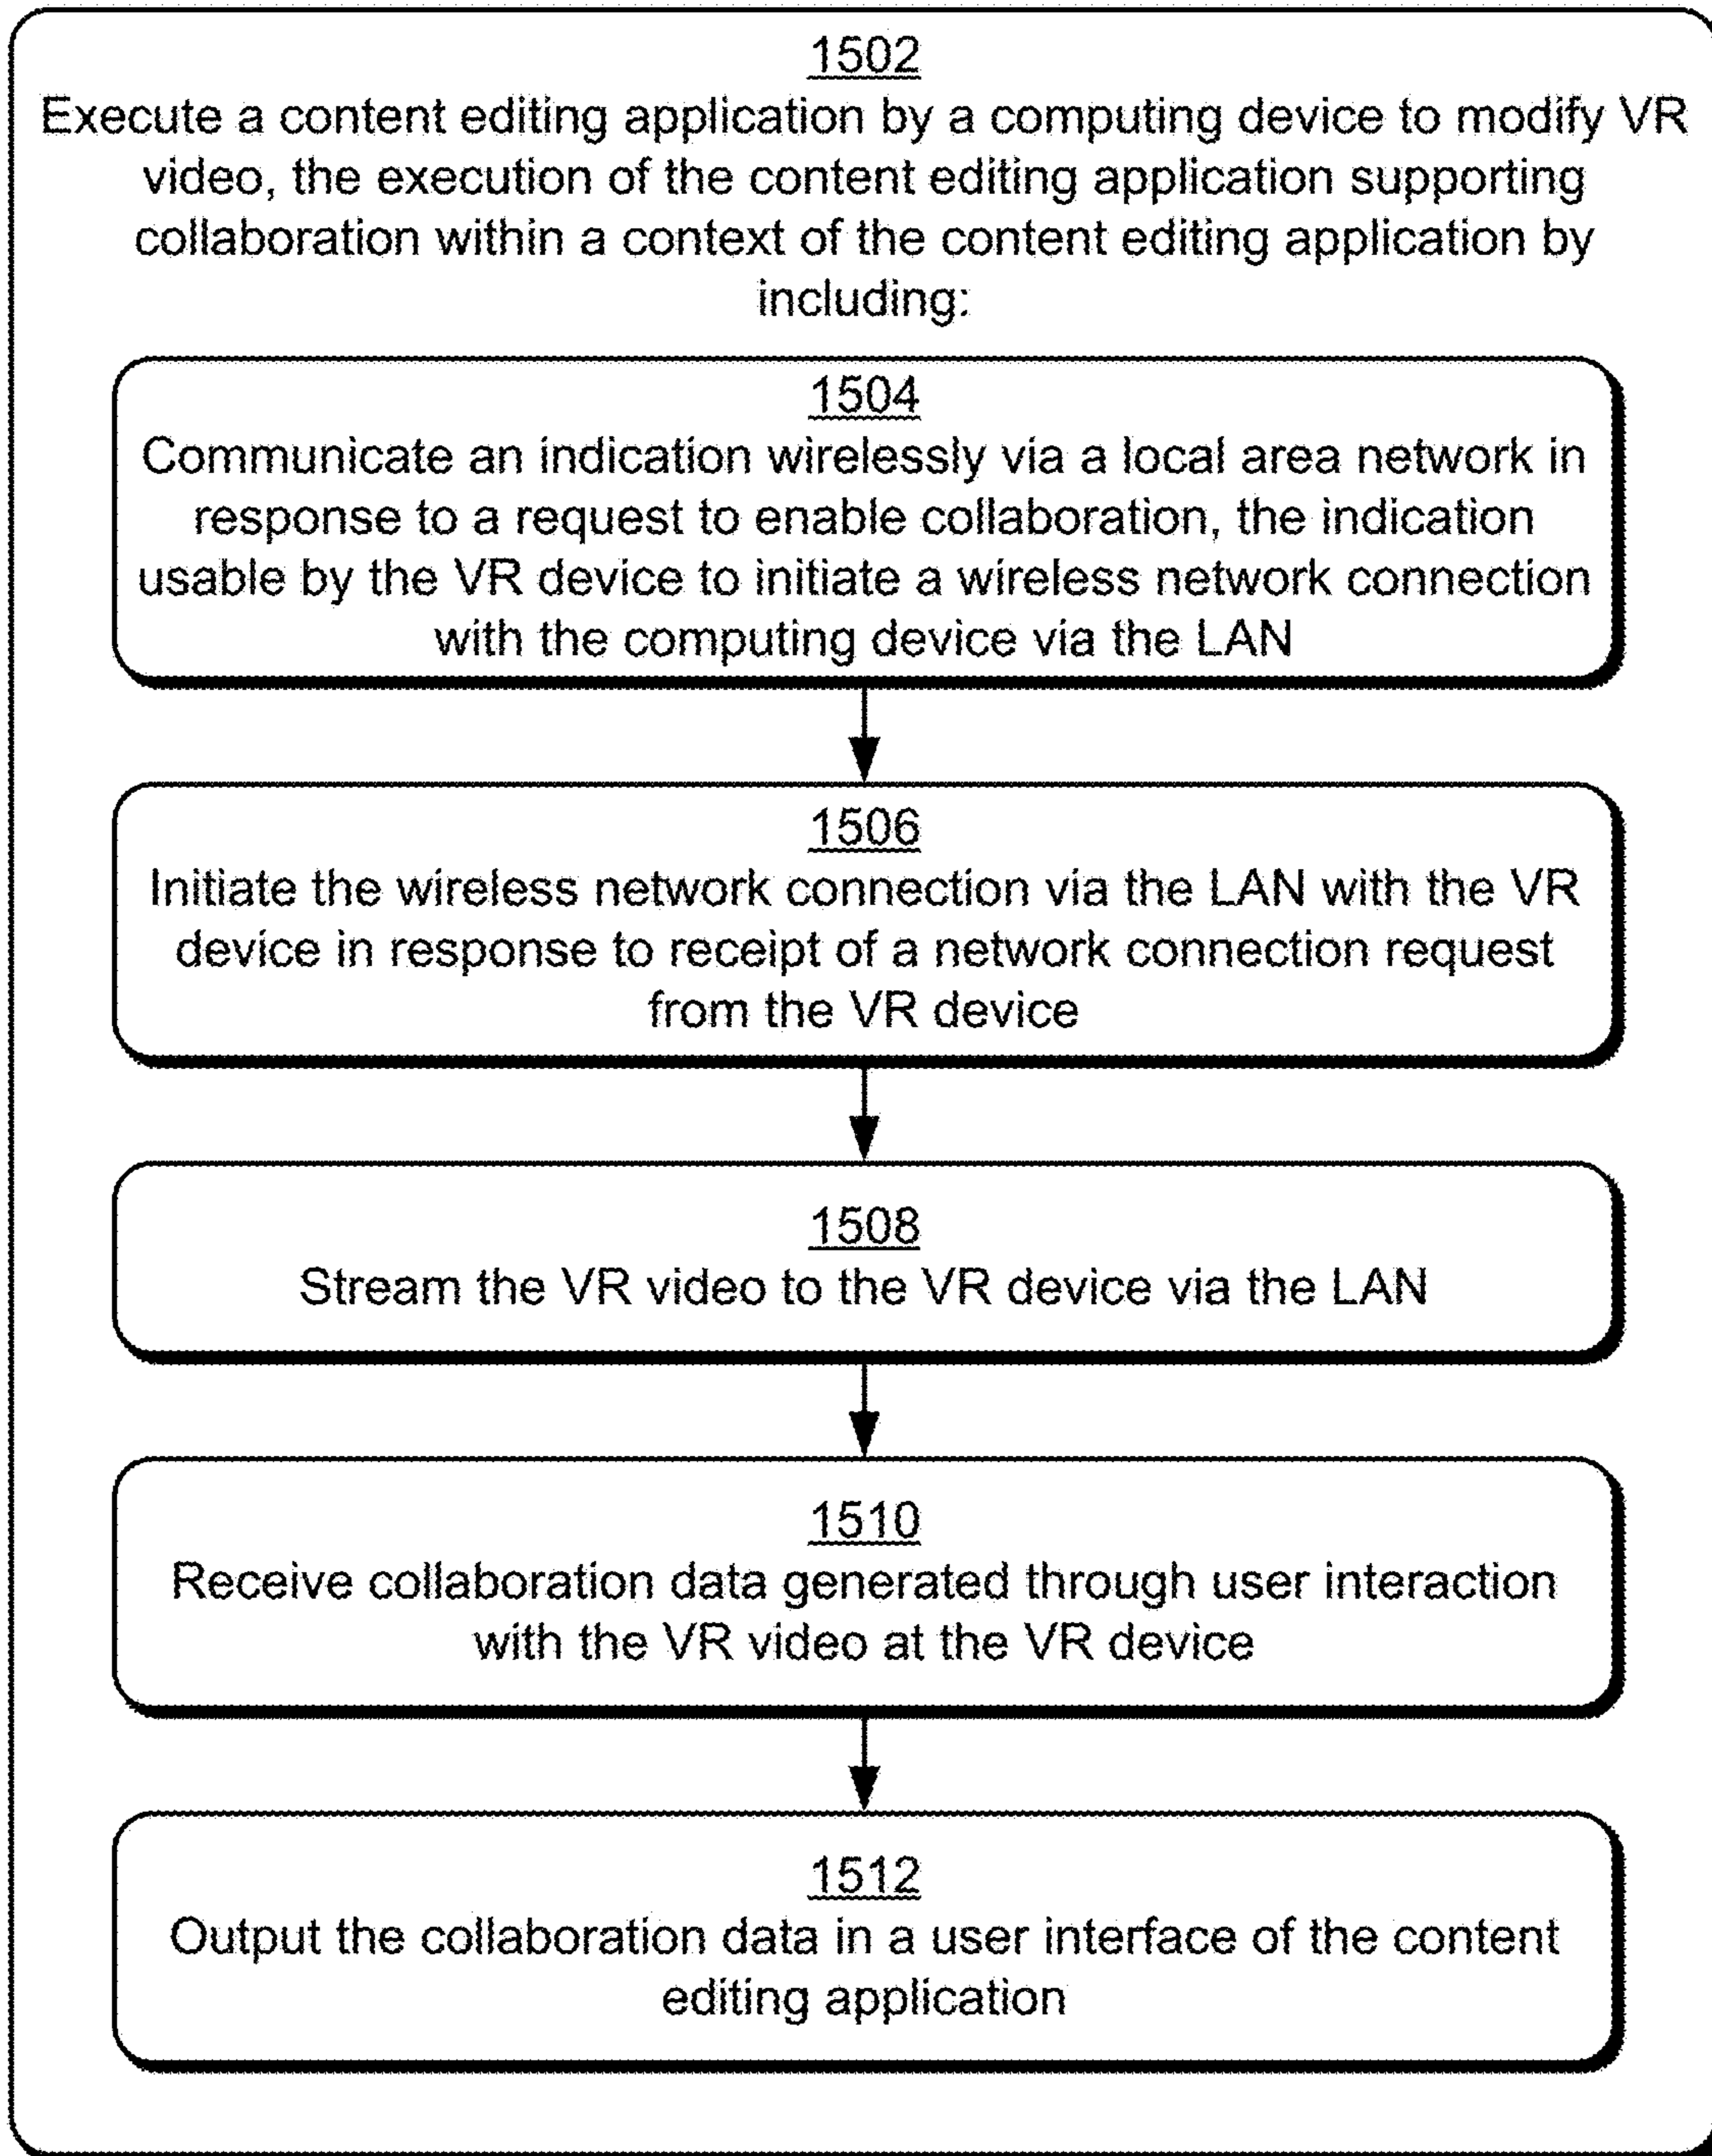 1502
Execute a content editing application by a computing device to modify VR
video, the execution of the content editing application supporting
collaboration within a context of the content editing application by
including:
1504
Communicate an indication wirelessly via a local area network in
response to a request to enable collaboration, the indication
usable by the VR device to initiate a wireless network connection
with the computing device via the LAN
1506
Initiate the wireless network connection via the LAN with the VR
device in response to receipt of a network connection request
from the VR device
1508
Stream the VR video to the VR device via the LAN
1510
Receive collaboration data generated through user interaction
with the VR video at the VR device
1512
Output the collaboration data in a user interface of the content
editing application